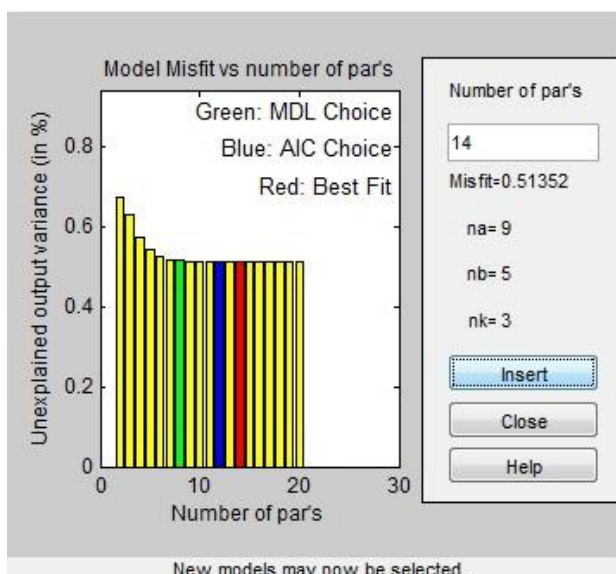 Model Misfit vs number of par's
Green: MDL Choice
Blue: AIC Choice
Red: Best Fit
Unexplained output variance (in %)
0.8
0.6
0.4
0.2
0
0 10 20 30
Number of par's
Number of par's
14
Misfit=0.51352
na= 9
nb= 5
nk= 3
Insert
Close
Help
New models may now be selected